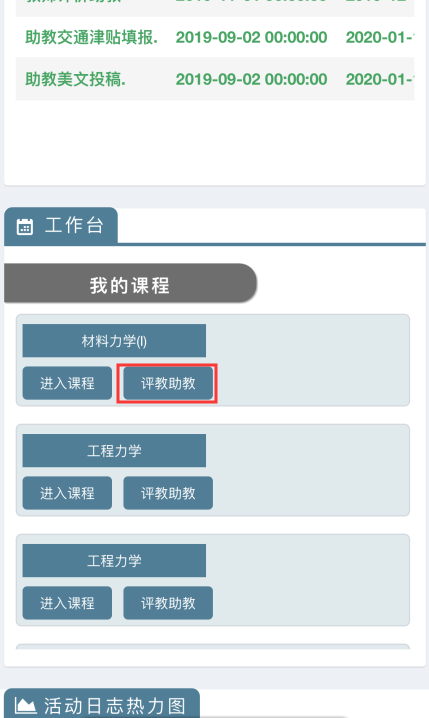 助教交通津贴填报. 2019-09-02 00:00:00 2020-01-
助教美文投稿. 2019-09-02 00:00:00 2020-01-
工作台
我的课程
材料力学(I)
进入课程 评教助教
工程力学
进入课程 评教助教
工程力学
进入课程 评教助教
活动日志热力图